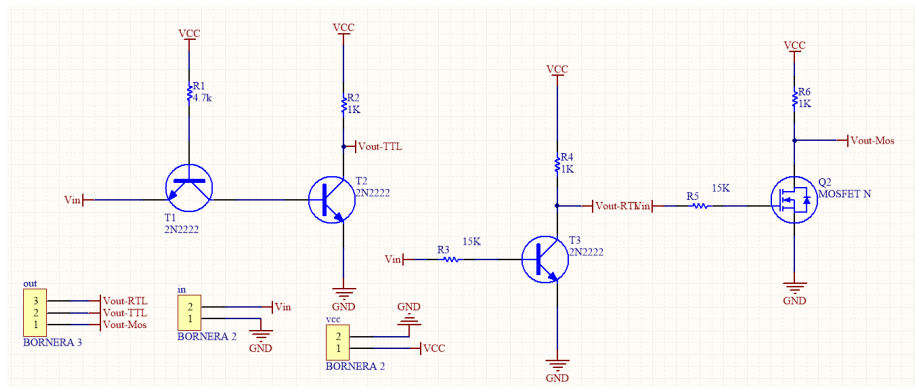 VCC
R1
4.7k
Vin
T1
2N2222
VCC
R2
1K
Vout-TTL
T2
2N2222
GND
VCC
R4
1K
Vout-RTL
Vin
R3
15K
T3
2N2222
GND
VCC
R6
1K
Vout-Mos
Vin
R5
15K
Q2
MOSFET N
GND
out
3
Vout-RTL
2
Vout-TTL
1
Vout-Mos
BORNERA 3
in
2
Vin
1
BORNERA 2
GND
vcc
GND
2
1
VCC
BORNERA 2